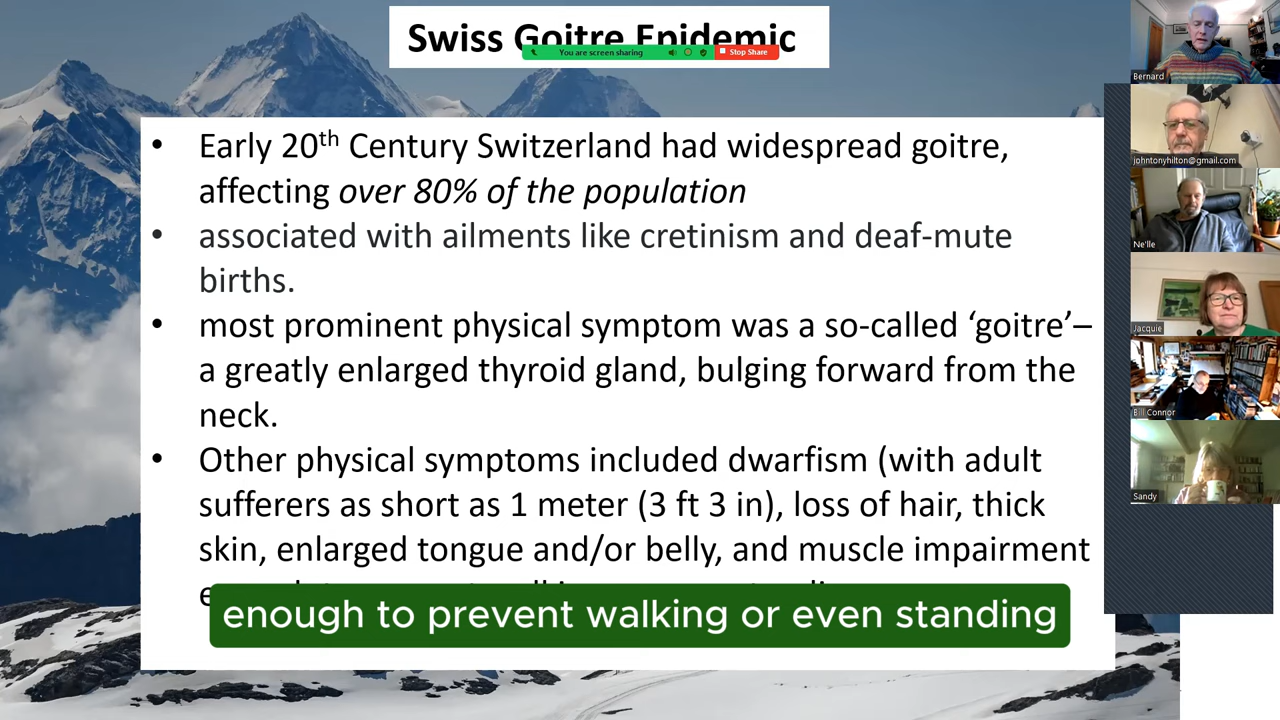 Swiss Goitre Epidemic
You are screen sharing
Stop Share
• Early 20th Century Switzerland had widespread goitre,
affecting over 80% of the population
• associated with ailments like cretinism and deaf-mute
births.
• most prominent physical symptom was a so-called ‘goitre’–
a greatly enlarged thyroid gland, bulging forward from the
neck.
• Other physical symptoms included dwarfism (with adult
sufferers as short as 1 meter (3 ft 3 in), loss of hair, thick
skin, enlarged tongue and/or belly, and muscle impairment
enough to prevent walking or even standing
Bernard
johntonyhilton@gmail.com
Ne'lle
Jacquie
Bill Connor
Sandy